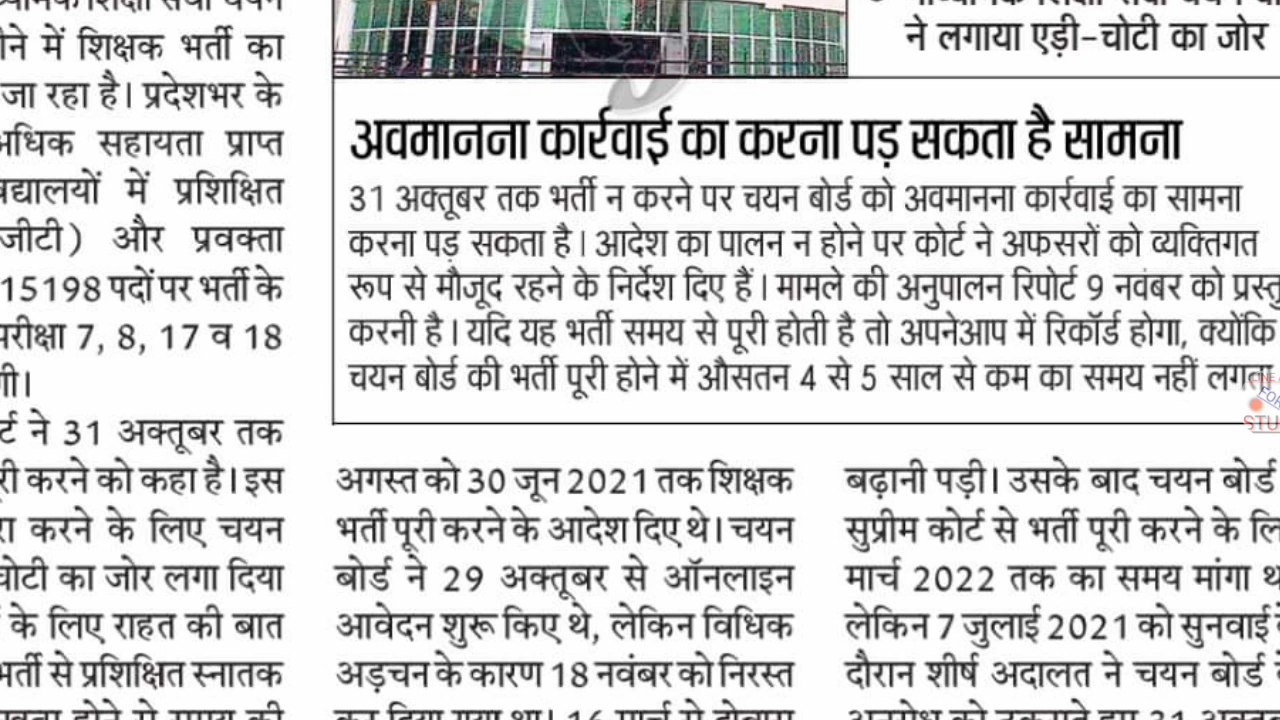 ने में शिक्षक भर्ती का
जा रहा है। प्रदेशभर के
अधिक सहायता प्राप्त
में प्रशिक्षित
और प्रवक्ता
15198 पदों पर भर्ती के
7, 8, 17 व 18
ने 31 अक्तूबर तक
करने को कहा है। इस
करने के लिए चयन
का जोर लगा दिया
के लिए राहत की बात
से प्रशिक्षित स्नातक
ने लगाया एड़ी-चोटी का जोर
अवमानना कार्रवाई का करना पड़ सकता है सामना
31 अक्तूबर तक भर्ती न करने पर चयन बोर्ड को अवमानना कार्रवाई का सामना
करना पड़ सकता है। आदेश का पालन न होने पर कोर्ट ने अफसरों को व्यक्तिगत
रूप से मौजूद रहने के निर्देश दिए हैं। मामले की अनुपालन रिपोर्ट 9 नवंबर को
करनी है। यदि यह भर्ती समय से पूरी होती है तो अपनेआप में रिकॉर्ड होगा, क्योंकि
चयन बोर्ड की भर्ती पूरी होने में औसतन 4 से 5 साल से कम का समय नहीं
अगस्त को 30 जून 2021 तक शिक्षक
भर्ती पूरी करने के आदेश दिए थे। चयन
बोर्ड ने 29 अक्तूबर से ऑनलाइन
आवेदन शुरू किए थे, लेकिन विधिक
अड़चन के कारण 18 नवंबर को निरस्त
बढ़ानी पड़ी। उसके बाद चयन बोर्ड
सुप्रीम कोर्ट से भर्ती पूरी करने के
मार्च 2022 तक का समय मांगा
लेकिन 7 जुलाई 2021 को सुनवाई
दौरान शीर्ष अदालत ने चयन बोर्ड